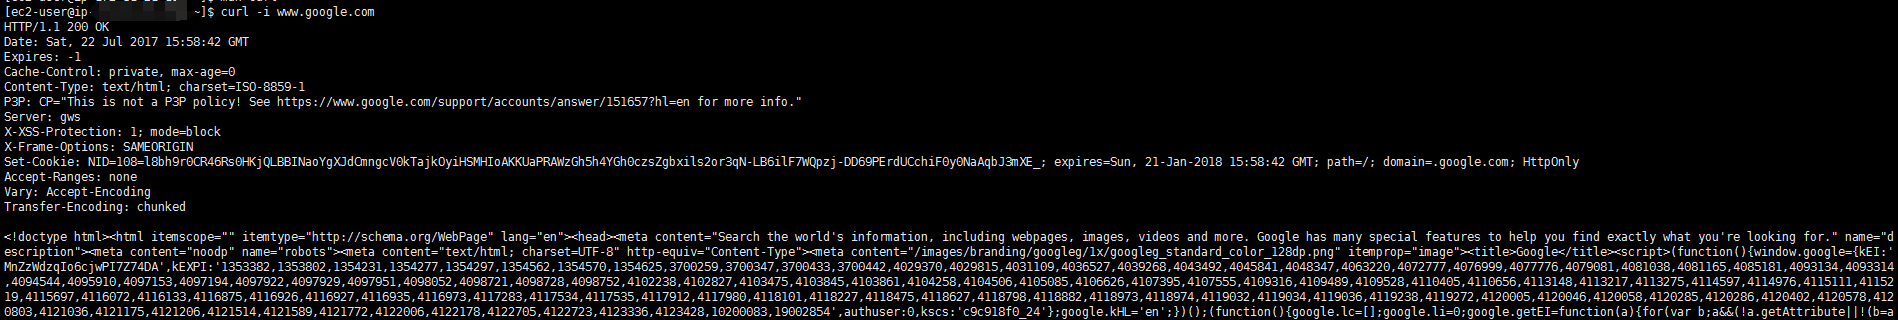 [ec2-user@ip- ~]$ curl -i www.google.com
HTTP/1.1 200 OK
Date: Sat, 22 Jul 2017 15:58:42 GMT
Expires: -1
Cache-Control: private, max-age=0
Content-Type: text/html; charset=ISO-8859-1
P3P: CP="This is not a P3P policy! See https://www.google.com/support/accounts/answer/151657?hl=en for more info."
Server: gws
X-XSS-Protection: 1; mode=block
X-Frame-Options: SAMEORIGIN
Set-Cookie: NID=108=l8bh9r0CR46Rs0HKjQLBBINaoYgXJdCmngcV0kTajkOyiHSMHIoAKKUaPRAWzGh5h4YGh0czsZgbxils2or3qN-LB6ilF7WQpzj-DD69PErdUCchiF0y0NaAqbJ3mXE_; expires=Sun, 21-Jan-2018 15:58:42 GMT; path=/; domain=.google.com; HttpOnly
Accept-Ranges: none
Vary: Accept-Encoding
Transfer-Encoding: chunked
<!doctype html><html itemscope="" itemtype="http://schema.org/WebPage" lang="en"><head><meta content="Search the world's information, including webpages, images, videos and more. Google has many special features to help you find exactly what you're looking for." name="d
escription"><meta content="noodp" name="robots"><meta content="text/html; charset=UTF-8" http-equiv="Content-Type"><meta content="/images/branding/googleg/1x/googleg_standard_color_128dp.png" itemprop="image"><title>Google</title><script>(function(){window.google={kEI:'
MnZzWdzqIo6cjwPI7Z74DA',kEXPI:'1353382,1353802,1354231,1354277,1354297,1354562,1354570,1354625,3700259,3700347,3700433,3700442,4029370,4029815,4031109,4036527,4039268,4043492,4045841,4048347,4063220,4072777,4076999,4077776,4079081,4081038,4081165,4085181,4093134,4093314
,4094544,4095910,4097153,4097194,4097922,4097929,4097951,4098052,4098721,4098728,4098752,4102238,4102827,4103475,4103845,4103861,4104258,4104506,4105085,4106626,4107395,4107555,4109316,4109489,4109528,4110405,4110656,4113148,4113217,4113275,4114597,4114976,4115111,41152
19,4115697,4116072,4116133,4116875,4116926,4116927,4116935,4116973,4117283,4117534,4117535,4117912,4117980,4118101,4118227,4118475,4118627,4118798,4118882,4118973,4118974,4119032,4119034,4119036,4119238,4119272,4120005,4120046,4120058,4120285,4120286,4120402,4120578,412
0803,4121036,4121175,4121206,4121514,4121589,4121772,4122006,4122178,4122705,4122723,4123336,4123428,10200083,19002854',authuser:0,kscs:'c9c918f0_24'};google.kHL='en';})();(function(){google.lc=[];google.li=0;google.getEI=function(a){for(var b;a&&(!a.getAttribute||!(b=a